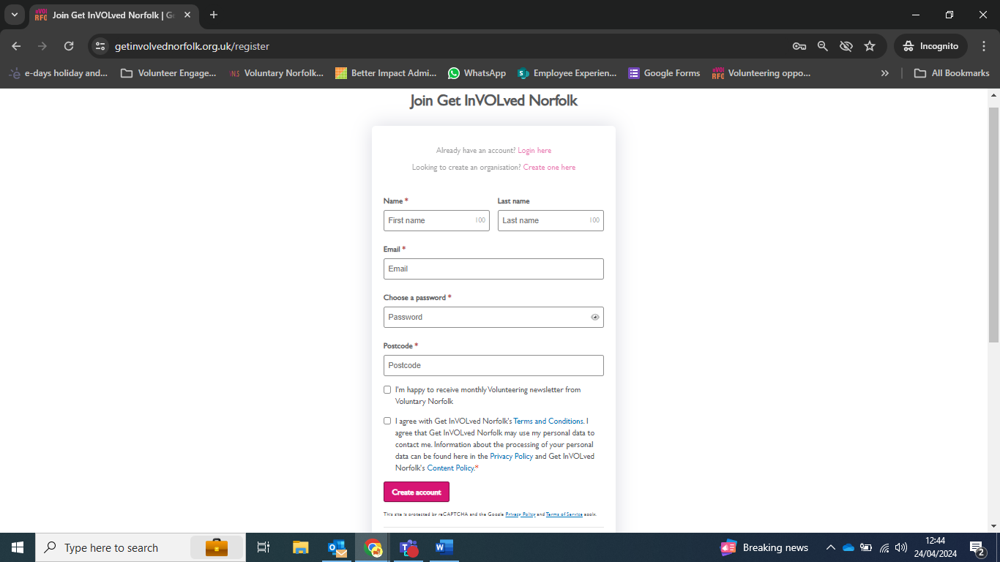 Join Get InVOLved Norfolk | G
getinvolvednorfolk.org.uk/register
Incognito
e-days holiday and...
Volunteer Engage...
Voluntary Norfolk...
Better Impact Admi...
WhatsApp
Employee Experien...
Google Forms
Volunteering oppo...
All Bookmarks
Join Get InVOLved Norfolk
Already have an account? Login here
Looking to create an organisation? Create one here
Name *
Last name
First name 100
Last name 100
Email *
Email
Choose a password *
Password
Postcode *
Postcode
I'm happy to receive monthly Volunteering newsletter from
Voluntary Norfolk
I agree with Get InVOLved Norfolk's Terms and Conditions. I
agree that Get InVOLved Norfolk may use my personal data to
contact me. Information about the processing of your personal
data can be found here in the Privacy Policy and Get InVOLved
Norfolk's Content Policy.*
Create account
This site is protected by reCAPTCHA and the Google Privacy Policy and Terms of Service apply.
Type here to search
Breaking news
12:44
24/04/2024
2